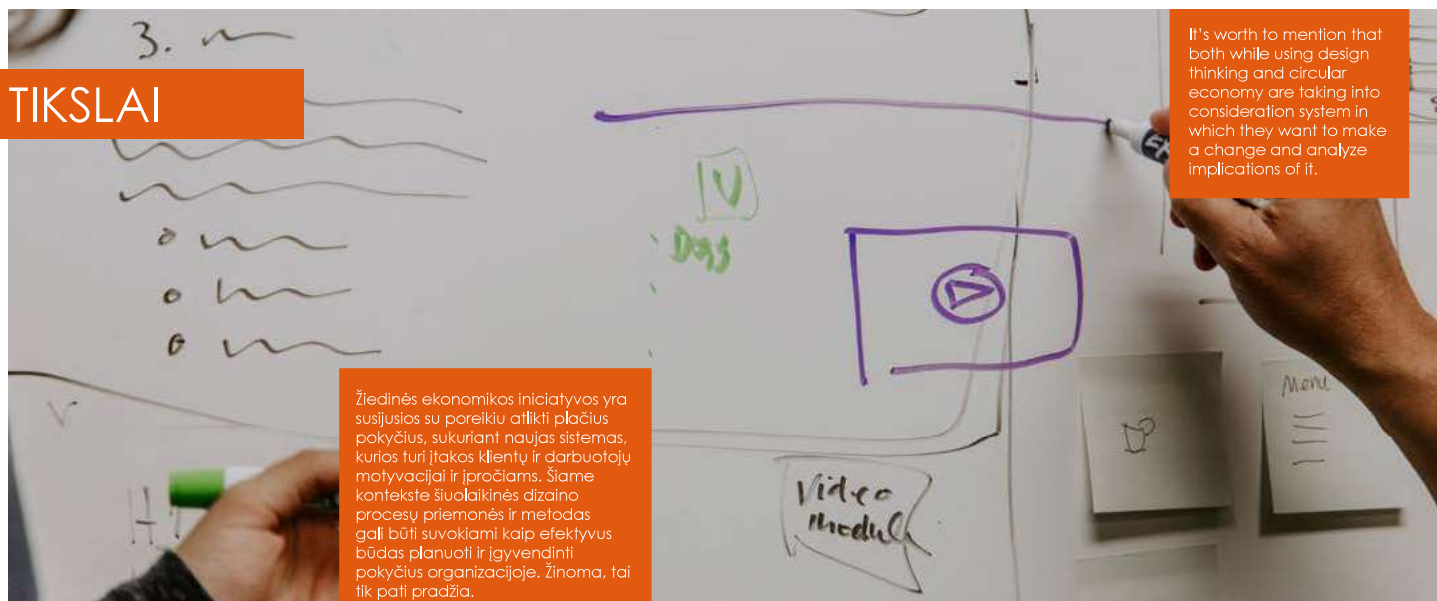 3.
TIKSLAI
It's worth to mention that
both while using design
thinking and circular
economy are taking into
consideration system in
which they want to make
a change and analyze
implications of it.
V
Menu
Žiedinės ekonomikos iniciatyvos yra
susijusios su poreikiu atlikti plačius
pokyčius, sukuriant naujas sistemas,
kurios turi įtakos klientų ir darbuotojų
motyvacijai ir įpročiams. Šiame
kontekste šiuolaikinės dizaino
procesų priemonės ir metodas
gali būti suvokiami kaip efektyvus
būdas planuoti ir įgyvendinti
pokyčius organizacijoje. Žinoma, tai
tik pati pradžia.
Video